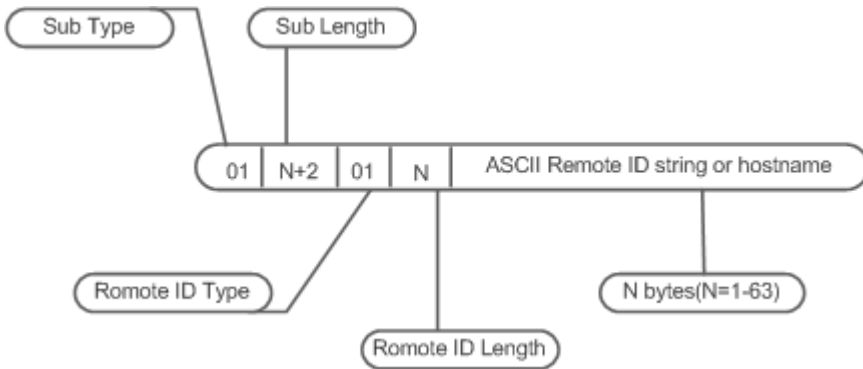 Sub Type
Sub Length
01 N+2 01 N ASCII Remote ID string or hostname
Romote ID Type
N bytes(N=1-63)
Romote ID Length